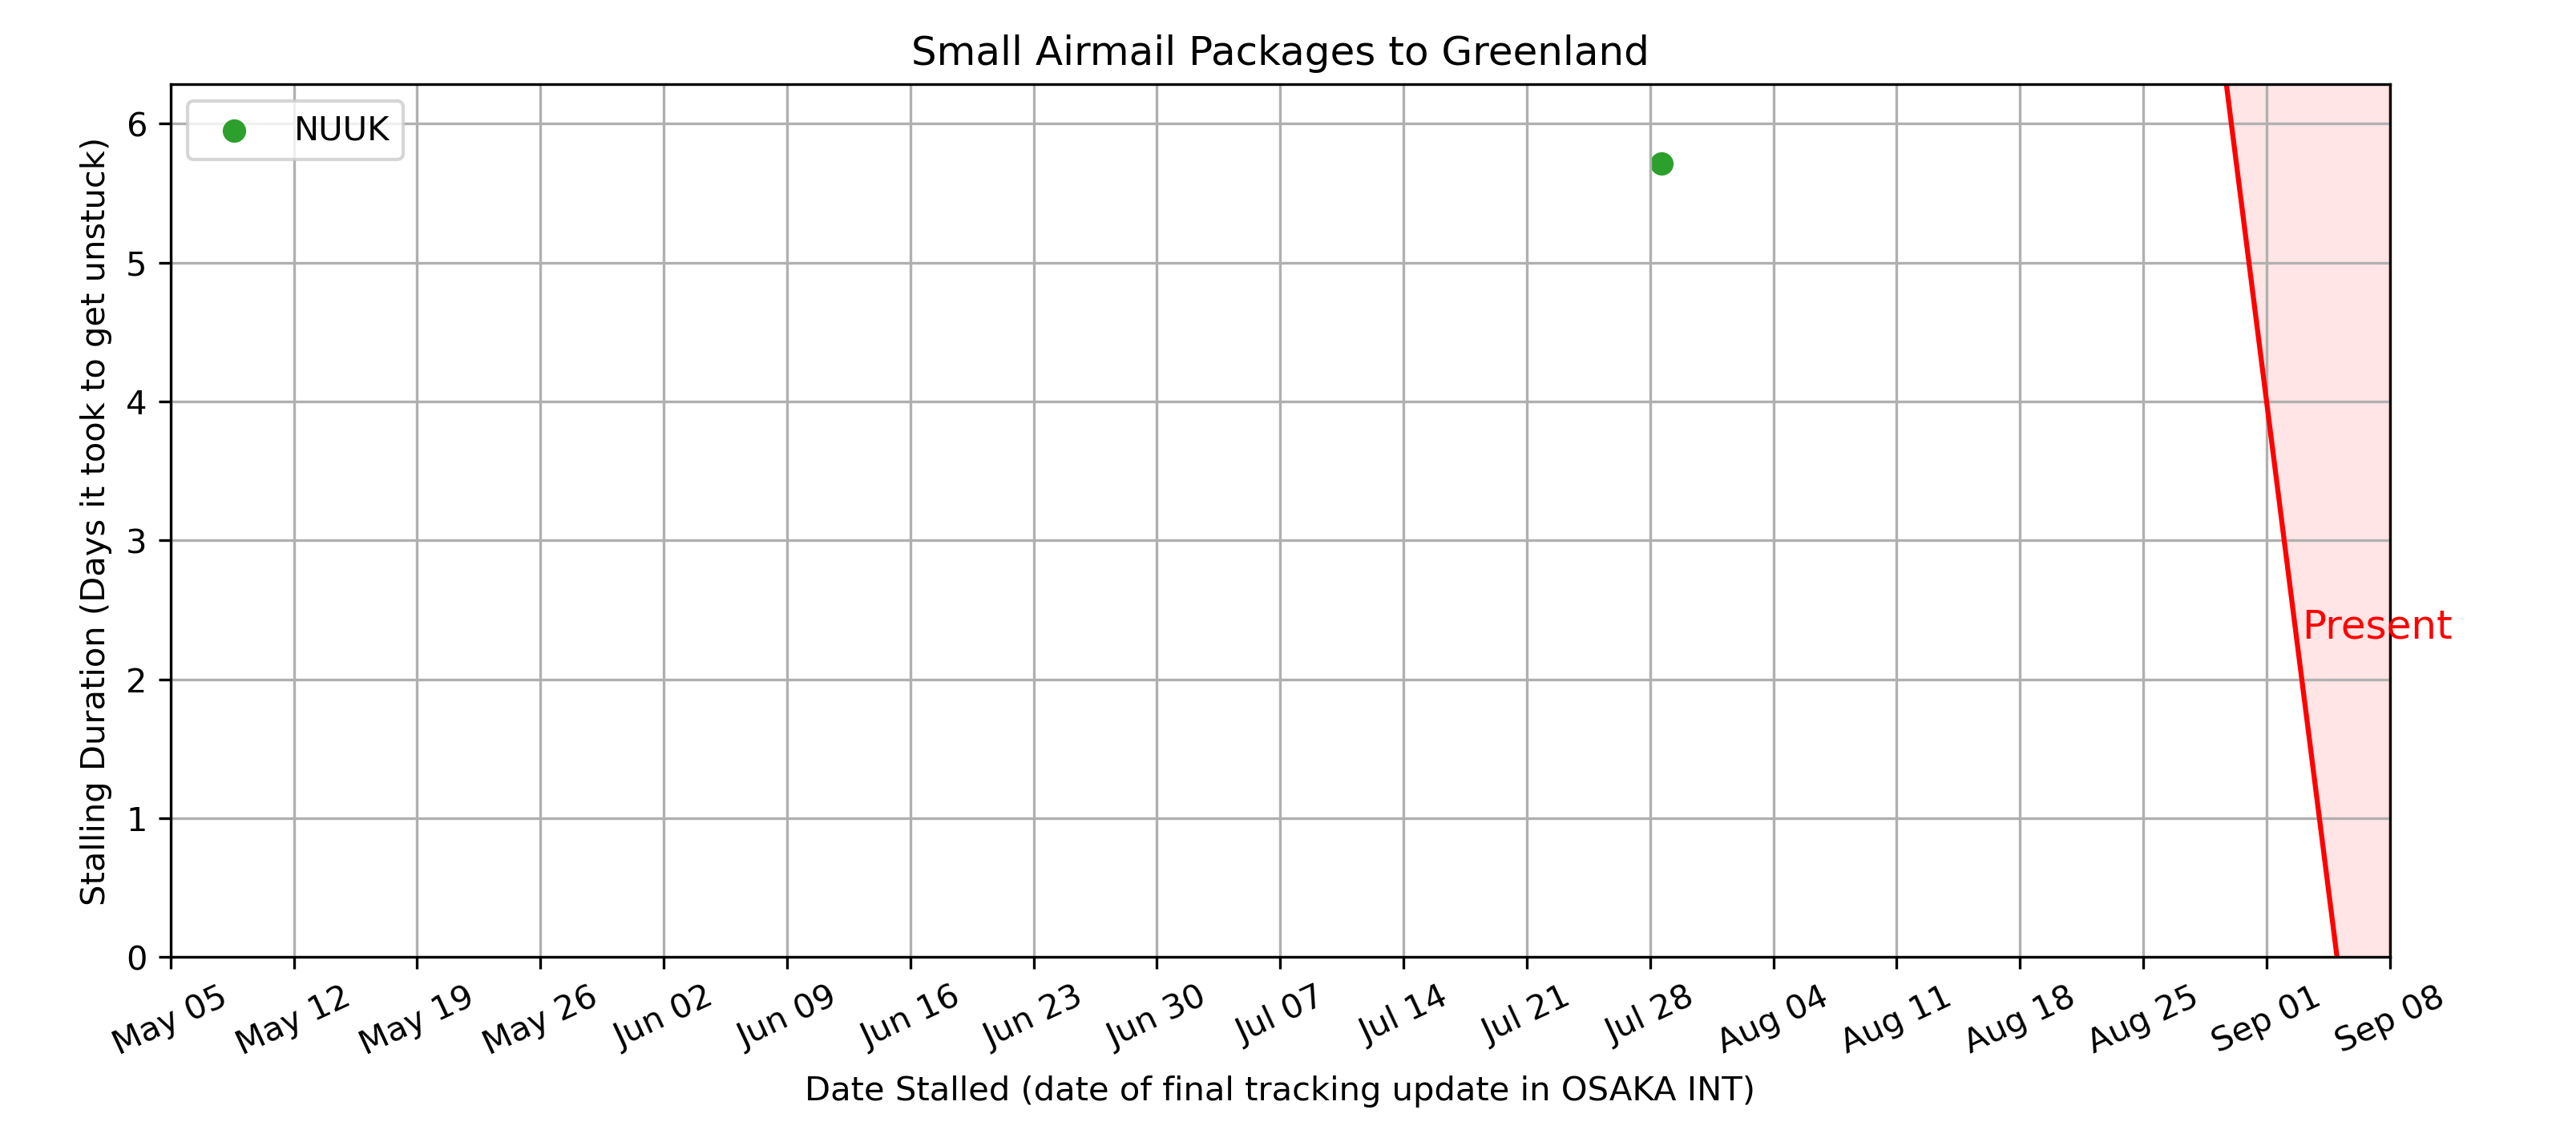 Small Airmail Packages to Greenland
NUUK
Stalling Duration (Days it took to get unstuck)
6
5
4
3
2
1
0
Present
May 05
May 12
May 19
May 26
Jun 02
Jun 09
Jun 16
Jun 23
Jun 30
Jul 07
Jul 14
Jul 21
Jul 28
Aug 04
Aug 11
Aug 18
Aug 25
Sep 01
Sep 08
Date Stalled (date of final tracking update in OSAKA INT)